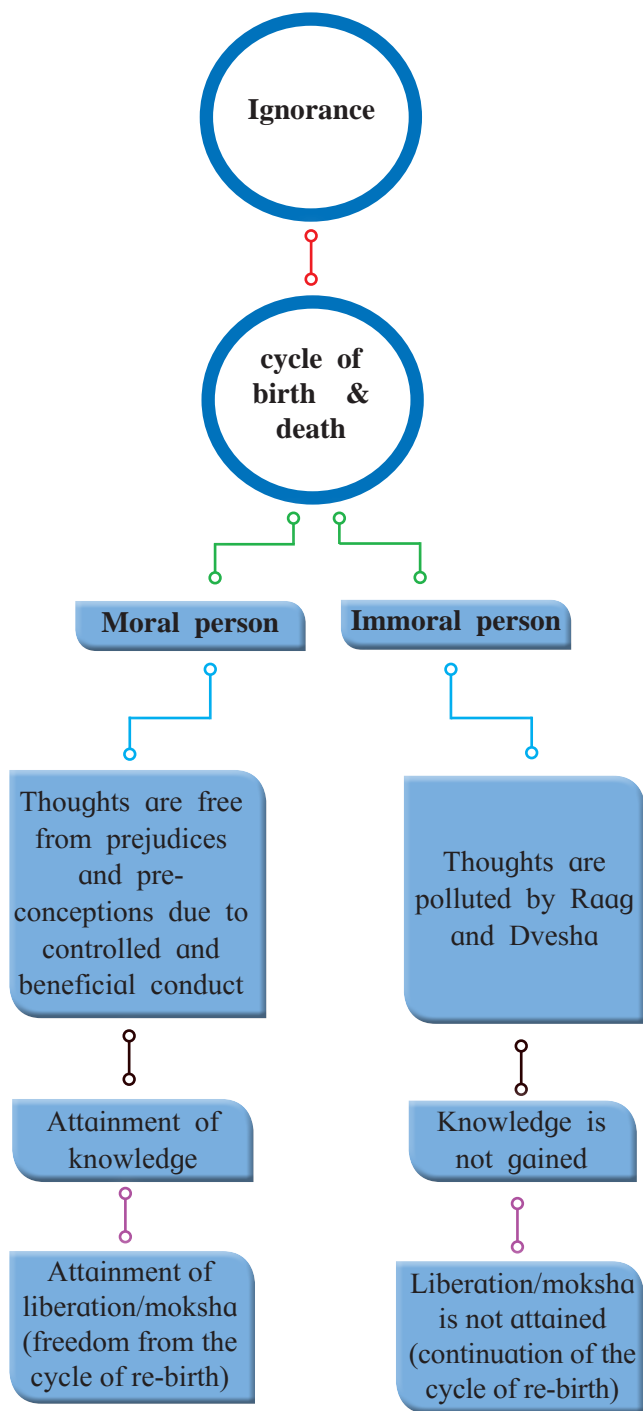 Ignorance
cycle of
birth &
death
Moral person
Immoral person
Thoughts are free
from prejudices
and pre-
conceptions due to
controlled and
beneficial conduct
Thoughts are
polluted by Raag
and Dvesha
Attainment of
knowledge
Knowledge is
not gained
Attainment of
liberation/moksha
(freedom from the
cycle of re-birth)
Liberation/moksha
is not attained
(continuation of the
cycle of re-birth)